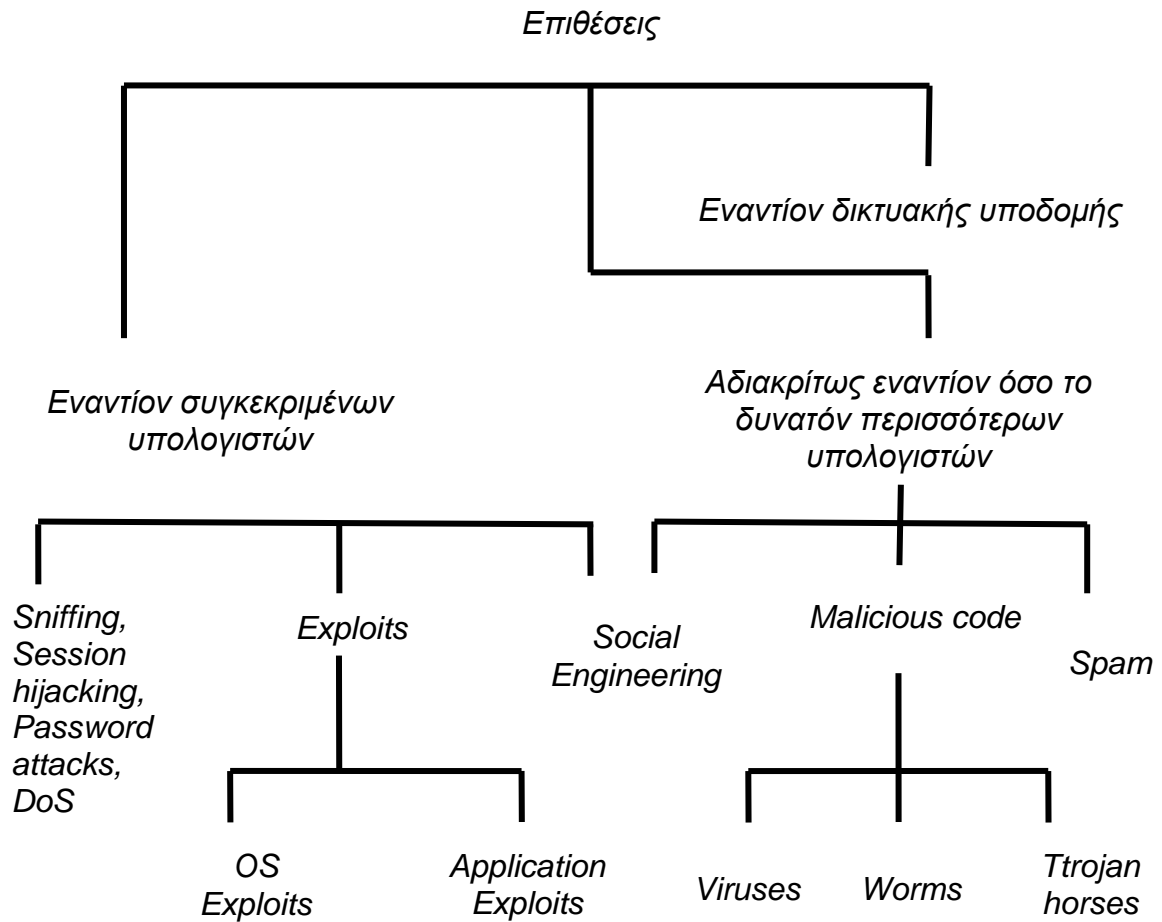 Επιθέσεις
Εναντίον δικτυακής υποδομής
Εναντίον συγκεκριμένων
υπολογιστών
Αδιακρίτως εναντίον όσο το
δυνατόν περισσότερων
υπολογιστών
Sniffing,
Session
hijacking,
Password
attacks,
DoS
Exploits
Social
Engineering
Malicious code
Spam
OS
Exploits
Application
Exploits
Viruses
Worms
Ttrojan
horses